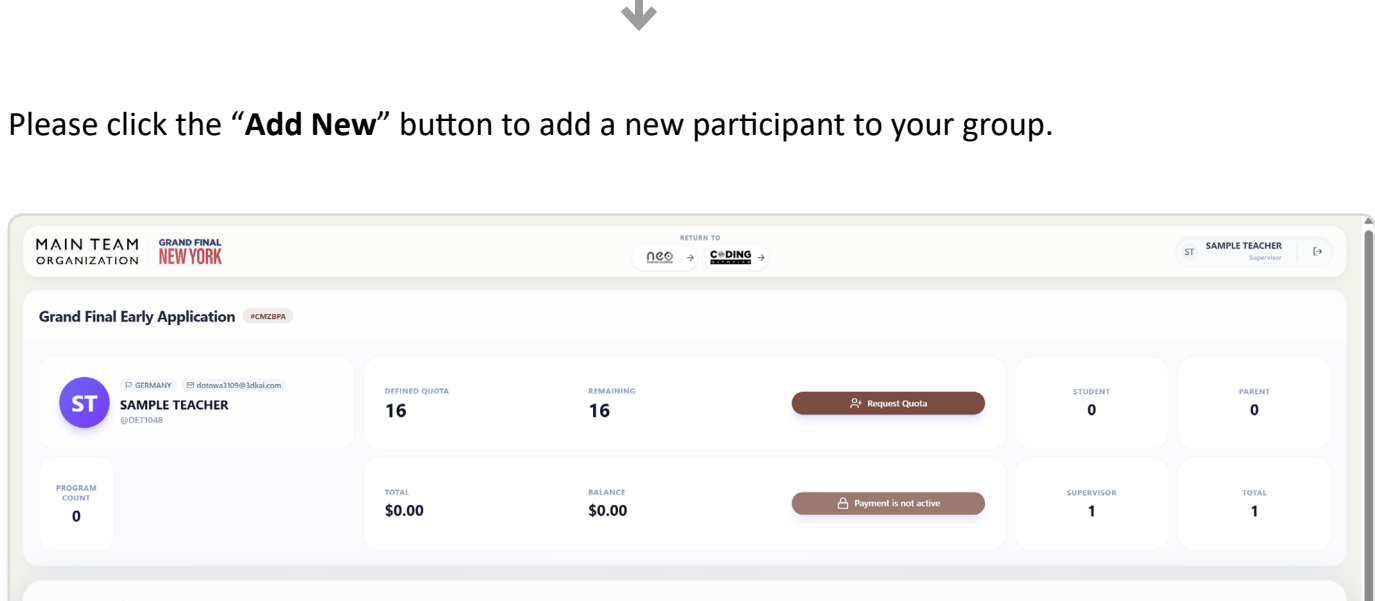 Please click the “Add New” button to add a new participant to your group.
MAIN TEAM
ORGANIZATION
GRAND FINAL
NEW YORK
RETURN TO
neo
CODING
OLYMPIAD
ST
SAMPLE TEACHER
Supervisor
Grand Final Early Application
#CMZBPA
ST
GERMANY
dotowa3109@3dkai.com
SAMPLE TEACHER
@DET1048
DEFINED QUOTA
16
REMAINING
16
Request Quota
STUDENT
0
PARENT
0
PROGRAM
COUNT
0
TOTAL
$0.00
BALANCE
$0.00
Payment is not active
SUPERVISOR
1
TOTAL
1